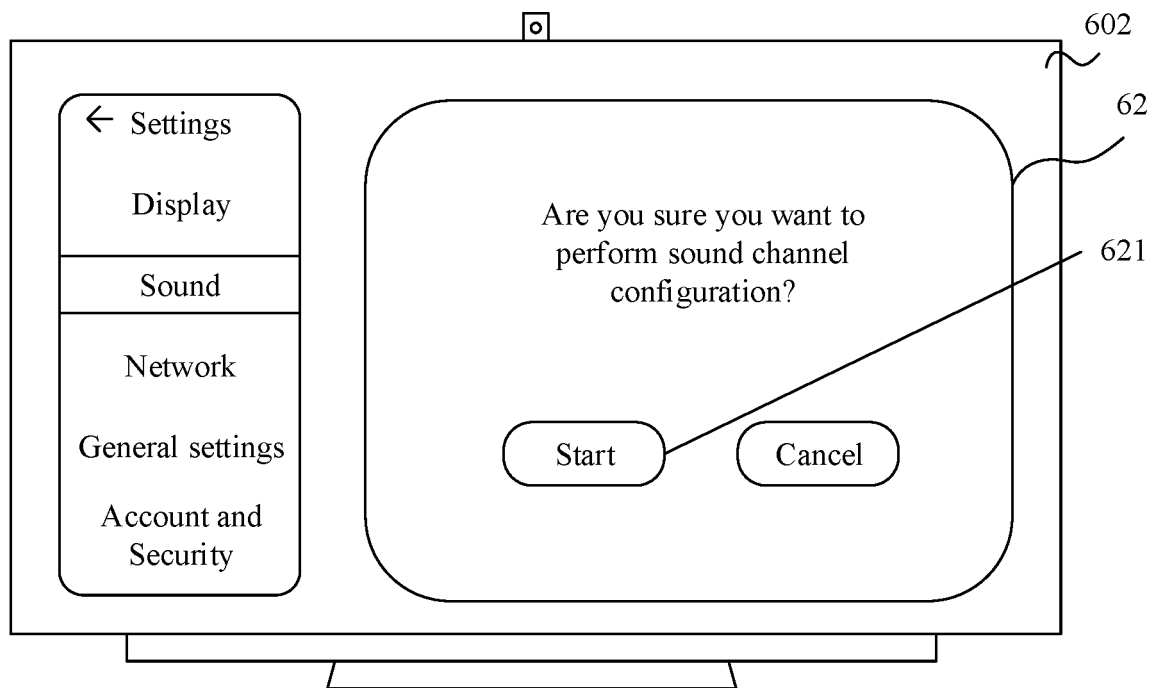 602
62
← Settings
Display
Sound
Network
General settings
Account and
Security
Are you sure you want to
perform sound channel
configuration?
621
Start
Cancel